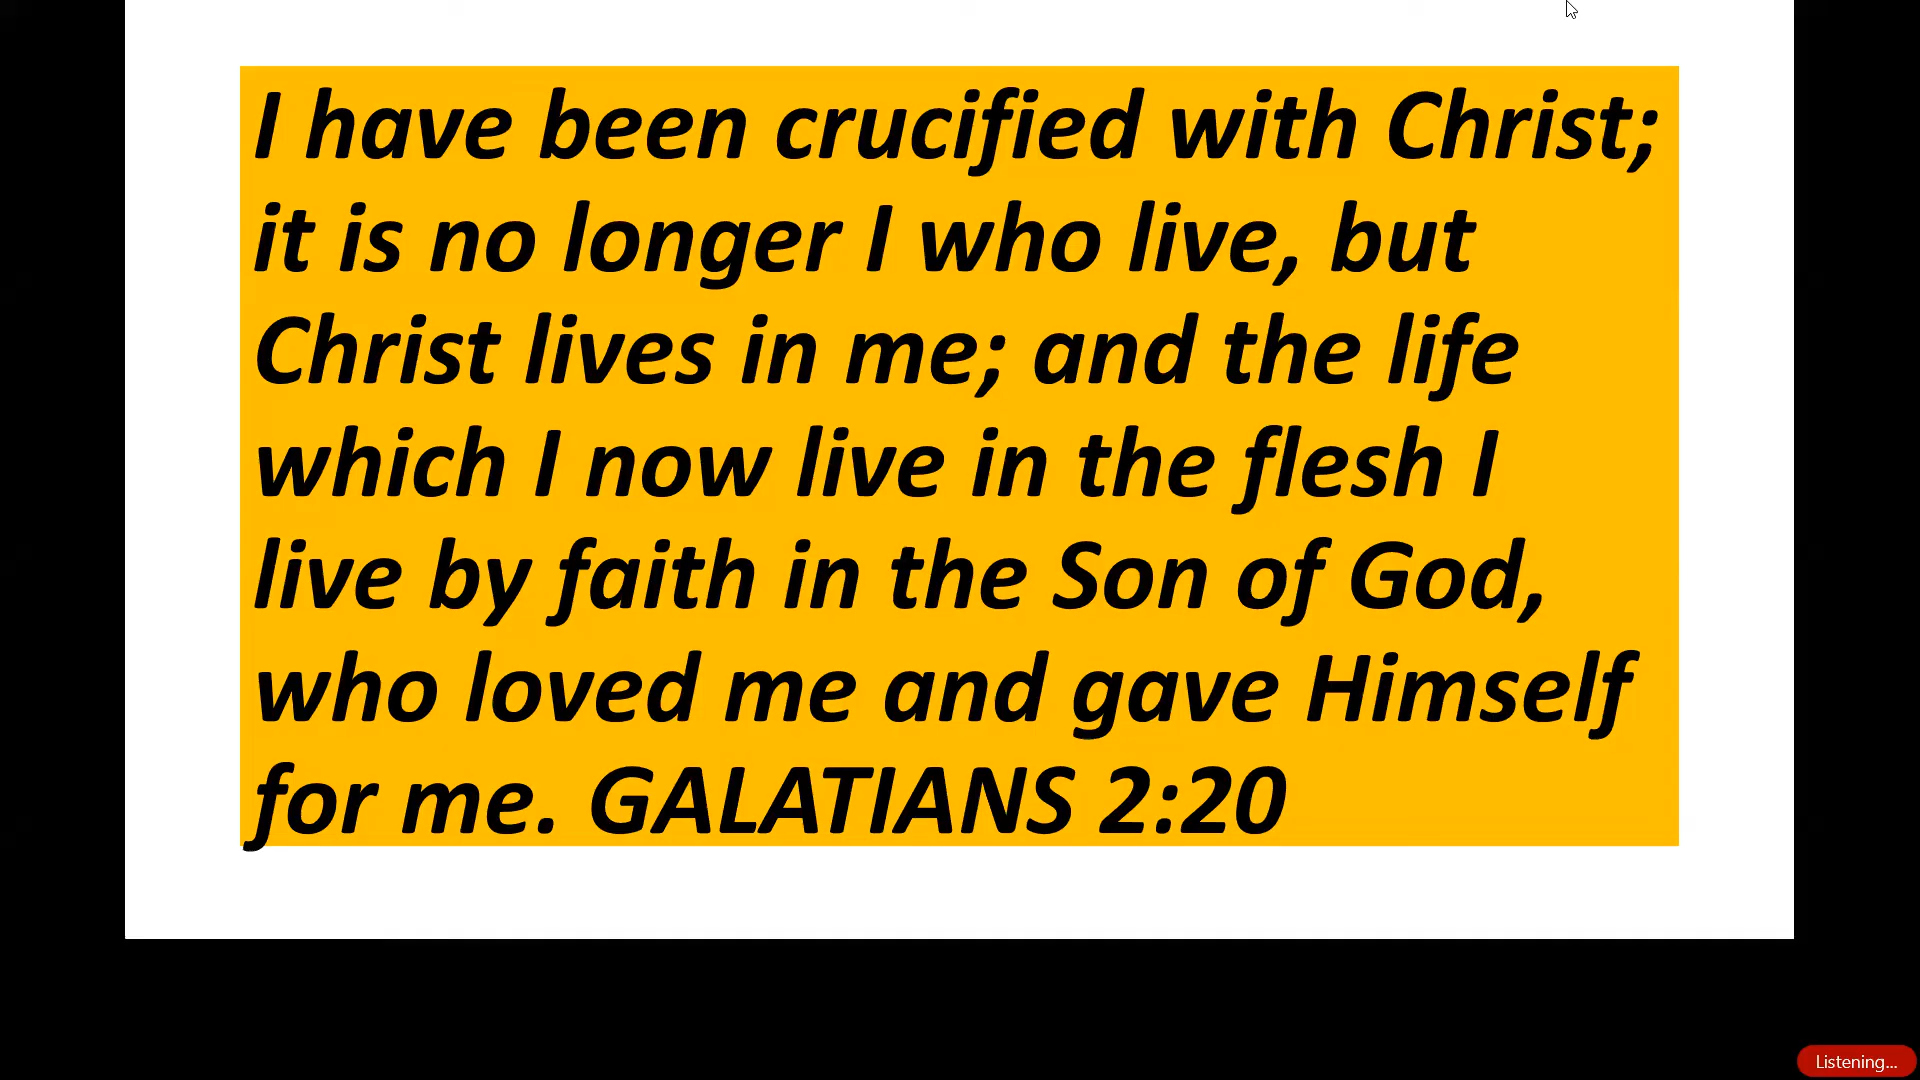 I have been crucified with Christ;
it is no longer I who live, but
Christ lives in me; and the life
which I now live in the flesh I
live by faith in the Son of God,
who loved me and gave Himself
for me. GALATIANS 2:20
Listening...